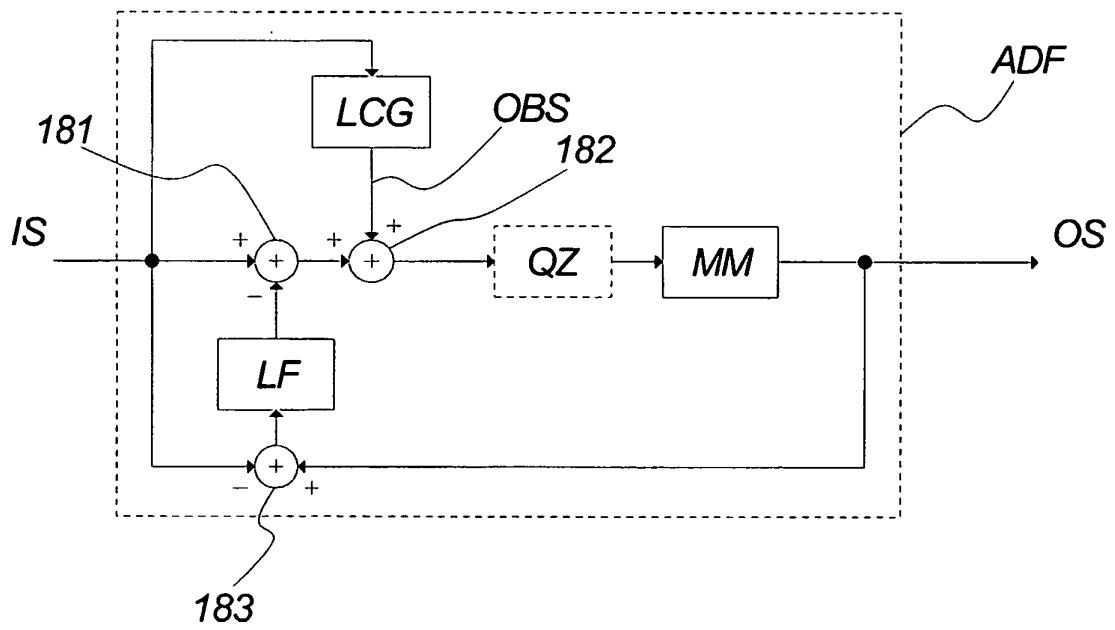 ADF
LCG
OBS
181
182
+
IS
+
+
+
+
QZ
MM
OS
−
LF
+
−
+
183